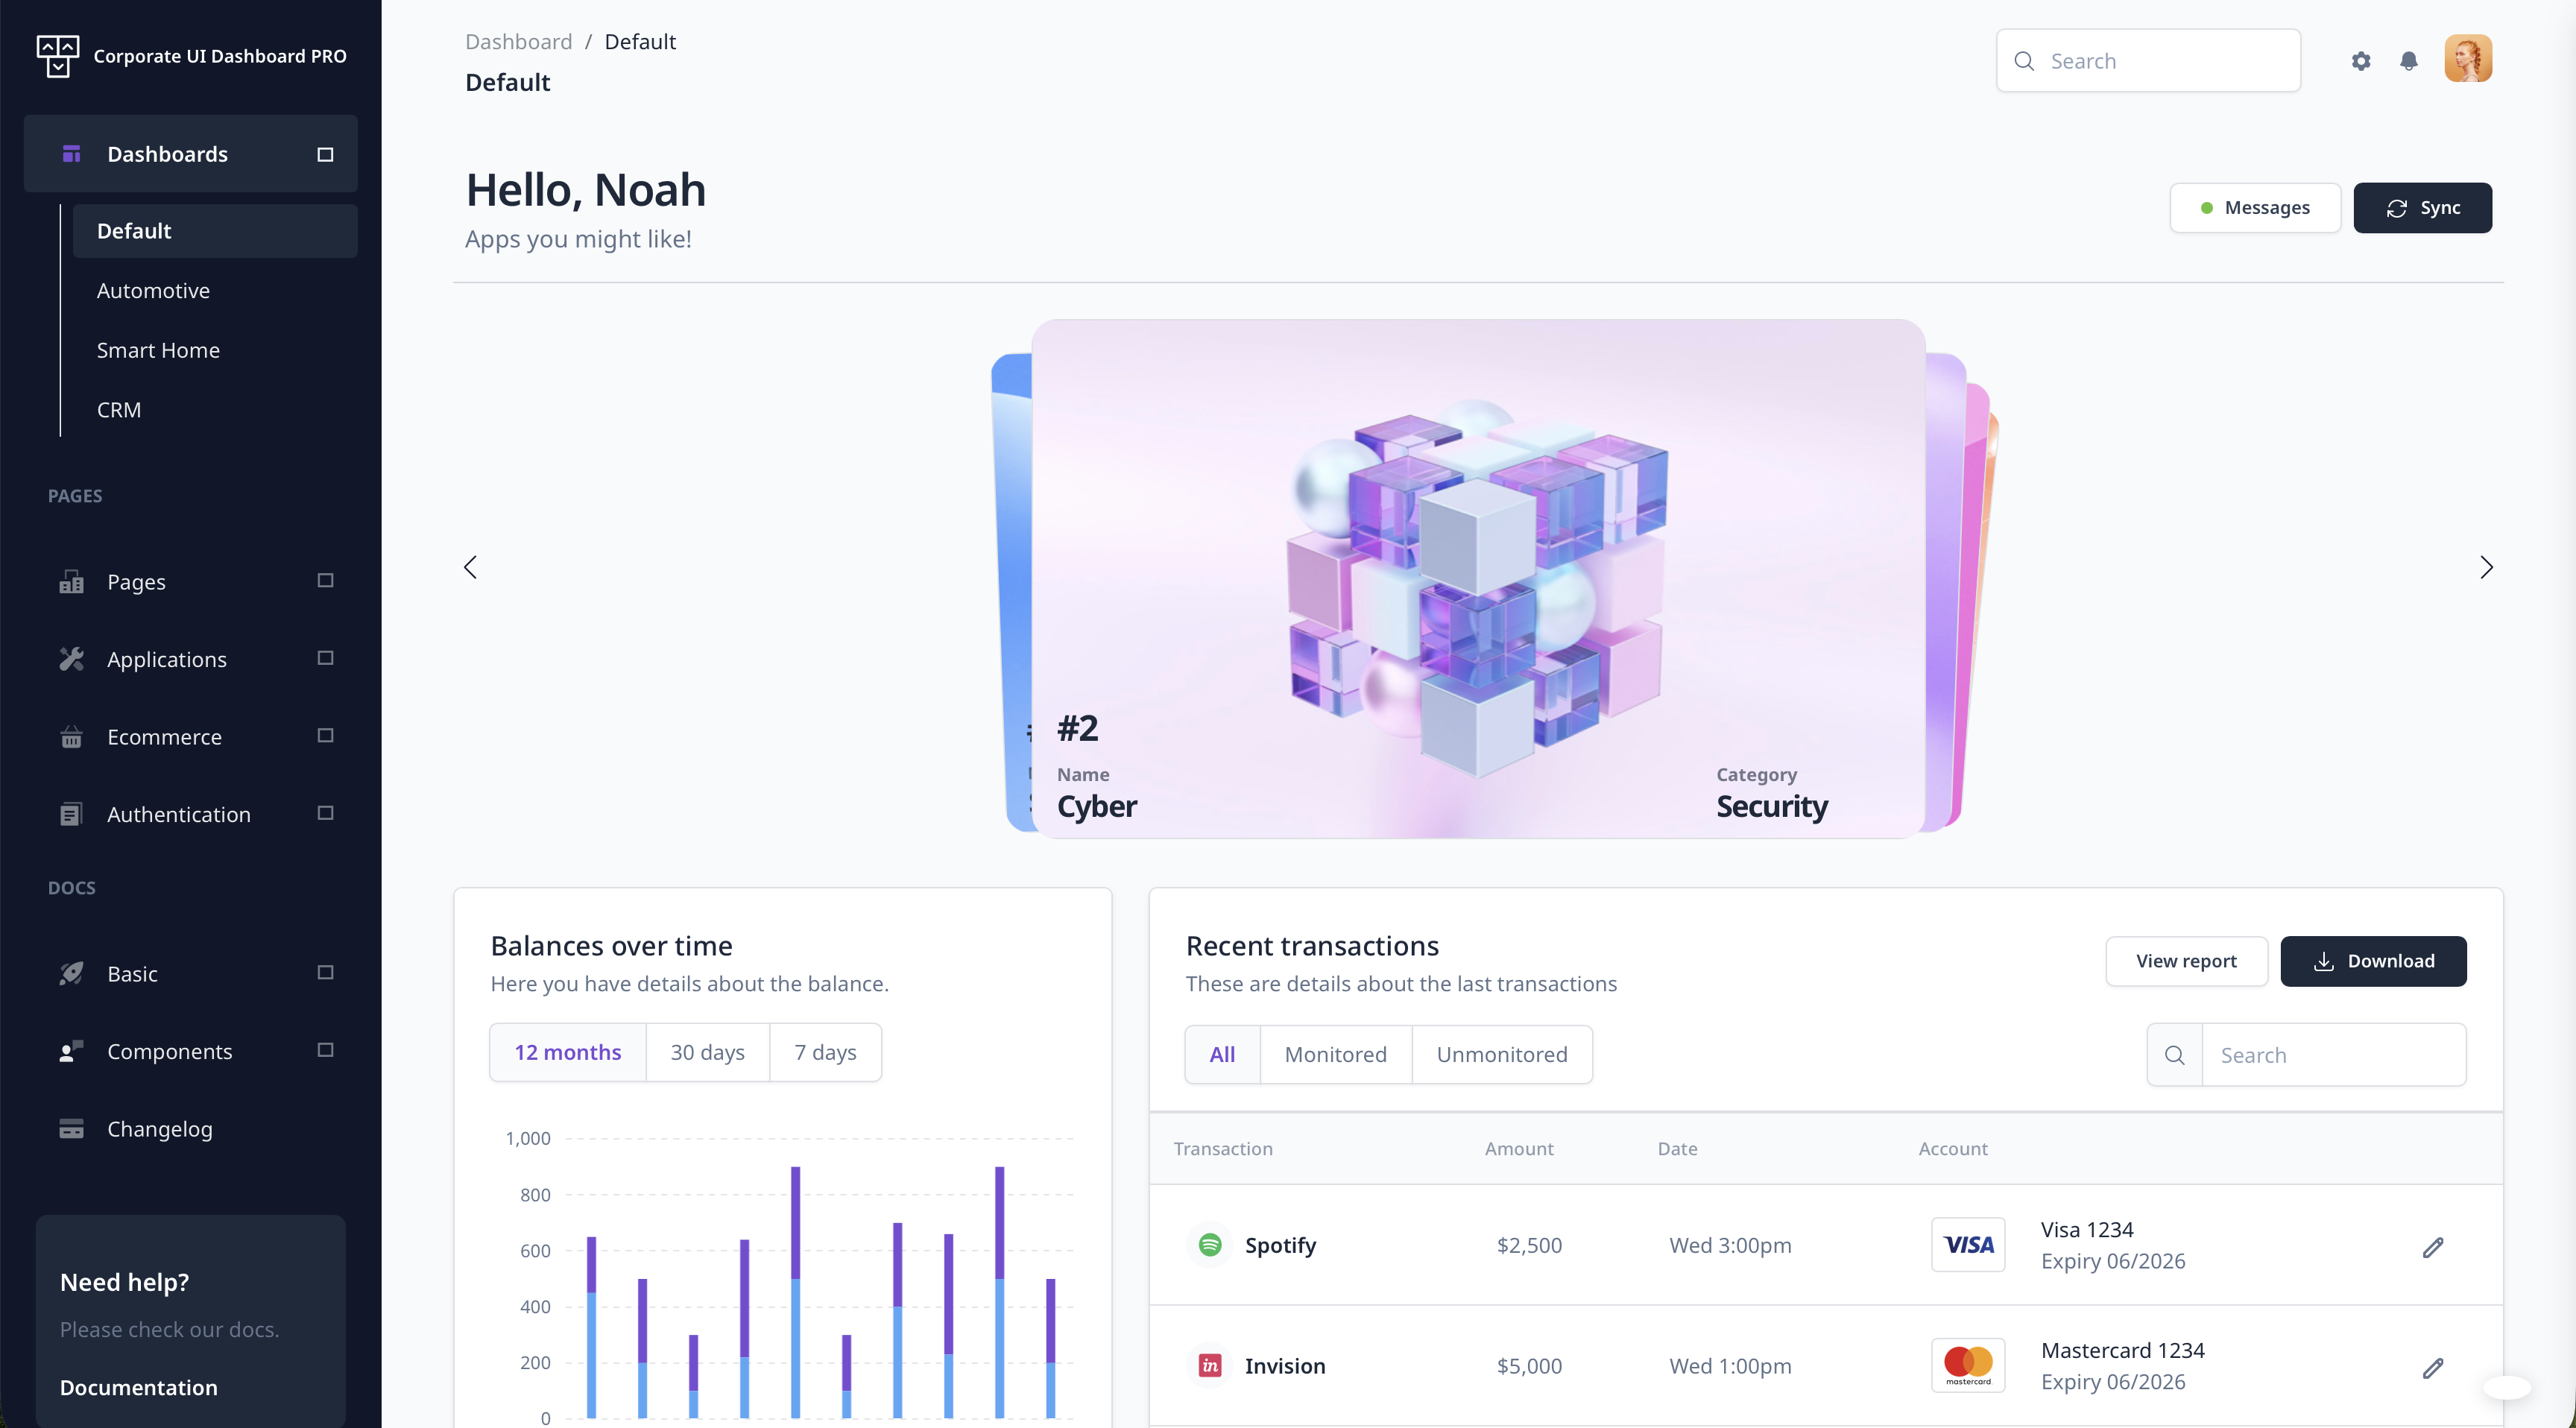 Corporate UI Dashboard PRO
Dashboards
Default
Automotive
Smart Home
CRM
PAGES
Pages
Applications
Ecommerce
Authentication
DOCS
Basic
Components
Changelog
Need help?
Please check our docs.
Documentation
Dashboard / Default
Default
Search
Hello, Noah
Apps you might like!
Messages
Sync
#2
Name
Cyber
Category
Security
Balances over time
Here you have details about the balance.
12 months 30 days 7 days
1,000
800
600
400
200
0
Recent transactions
These are details about the last transactions
View report
Download
All Monitored Unmonitored
Search
Transaction Amount Date Account
Spotify $2,500 Wed 3:00pm VISA Visa 1234
Expiry 06/2026
in Invision $5,000 Wed 1:00pm mastercard Mastercard 1234
Expiry 06/2026